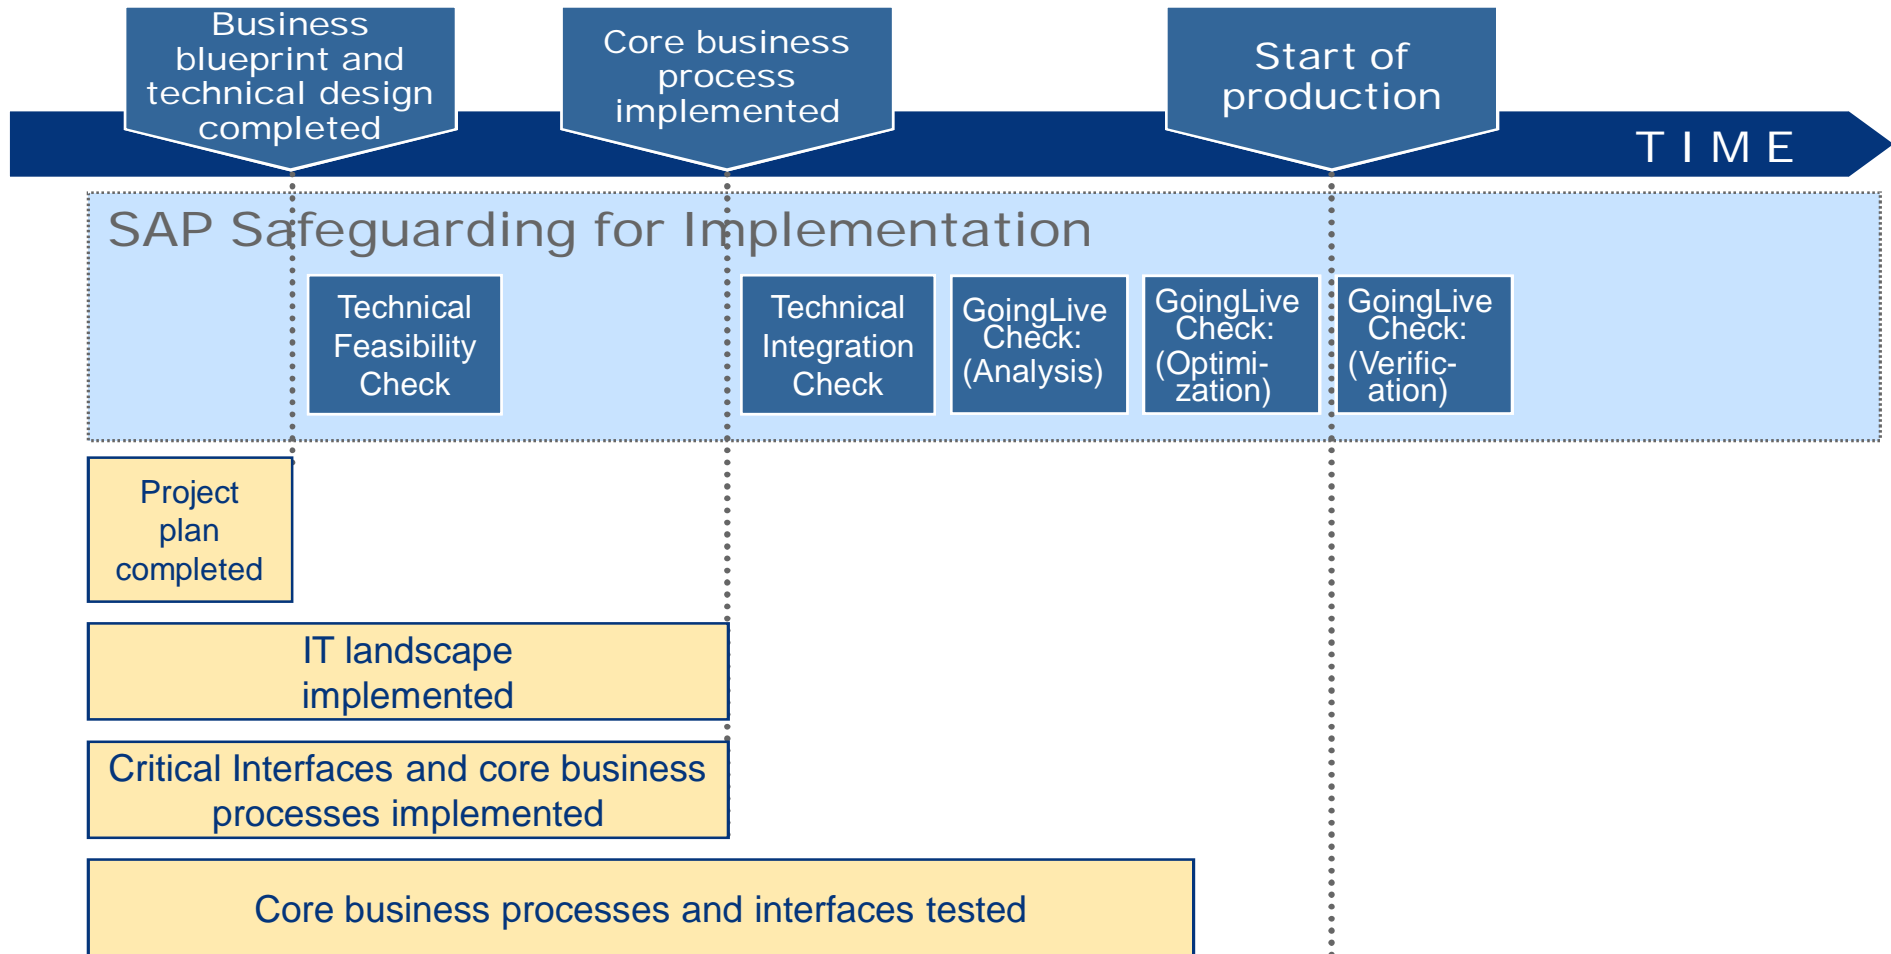 Business
blueprint and
technical design
completed
Core business
process
implemented
Start of
production
TIME
SAP Safeguarding for Implementation
Technical
Feasibility
Check
Technical
Integration
Check
GoingLive
Check:
(Analysis)
GoingLive
Check:
(Optimi-
zation)
GoingLive
Check:
(Verific-
ation)
Project
plan
completed
IT landscape
implemented
Critical Interfaces and core business
processes implemented
Core business processes and interfaces tested